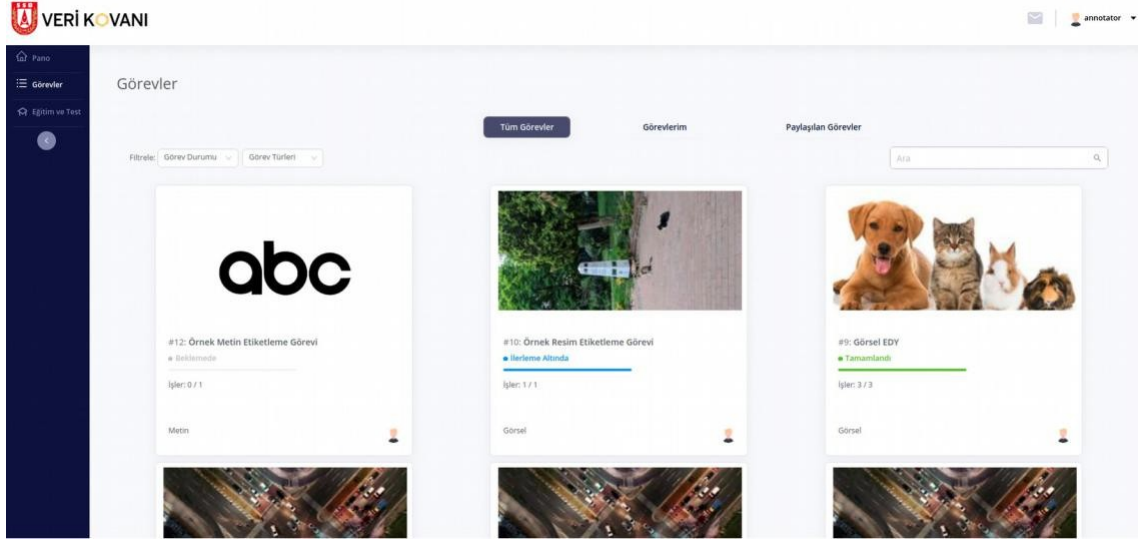 SSB
VERİ KOVANI
annotator
Pano
Görevler
Eğitim ve Test
Görevler
Tüm Görevler
Görevlerim
Paylaşılan Görevler
Filtrele:
Görev Durumu
Görev Türleri
Ara
abc
#12: Örnek Metin Etiketleme Görevi
Beklemede
İşler: 0 / 1
Metin
#10: Örnek Resim Etiketleme Görevi
İlerleme Altında
İşler: 1 / 1
Görsel
#9: Görsel EDY
Tamamlandı
İşler: 3 / 3
Görsel